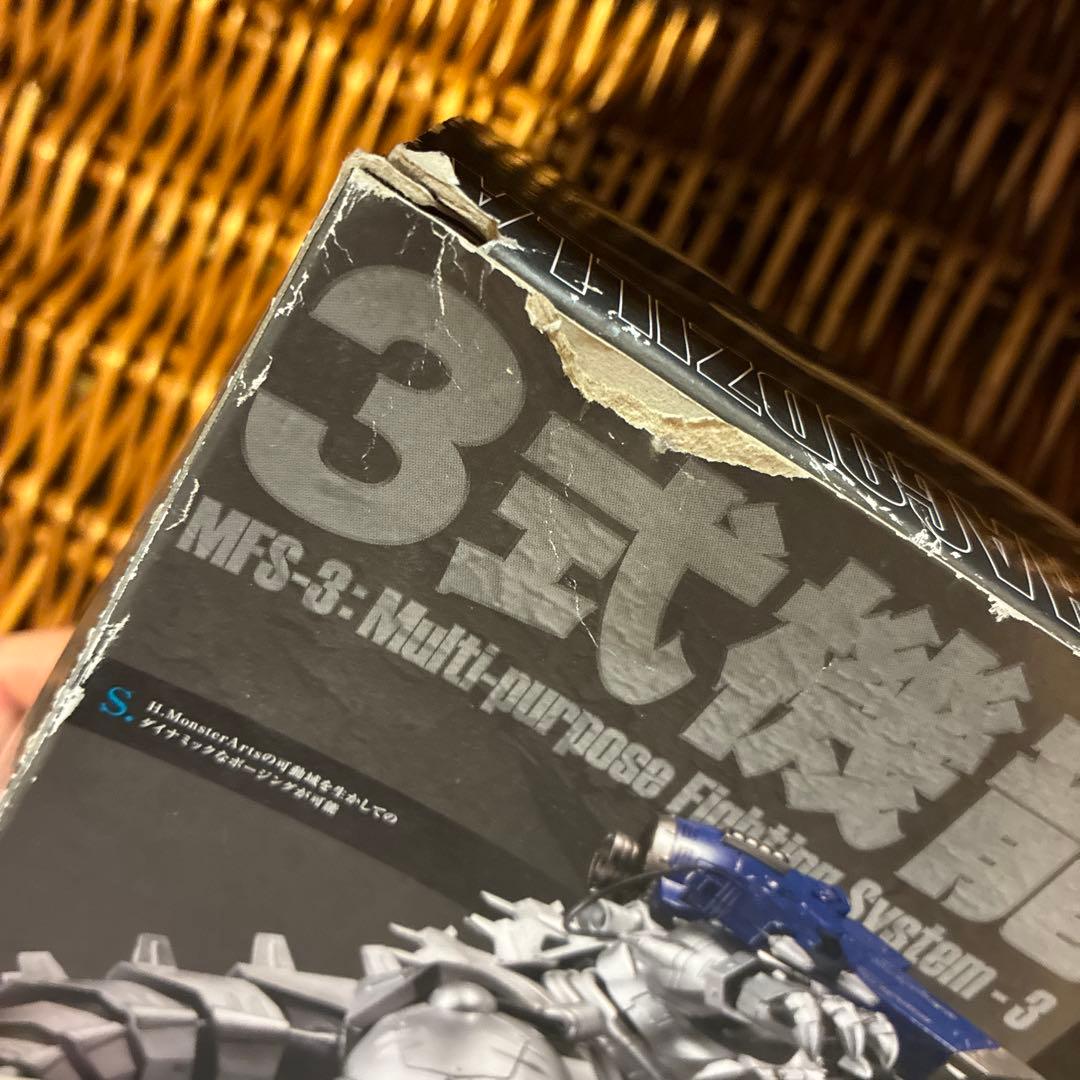 3式機龍
MFS-3: Multi-purpose Fighting System-3
S.H.MonsterArtsの可動域を生かしての
ダイナミックなポージングが可能